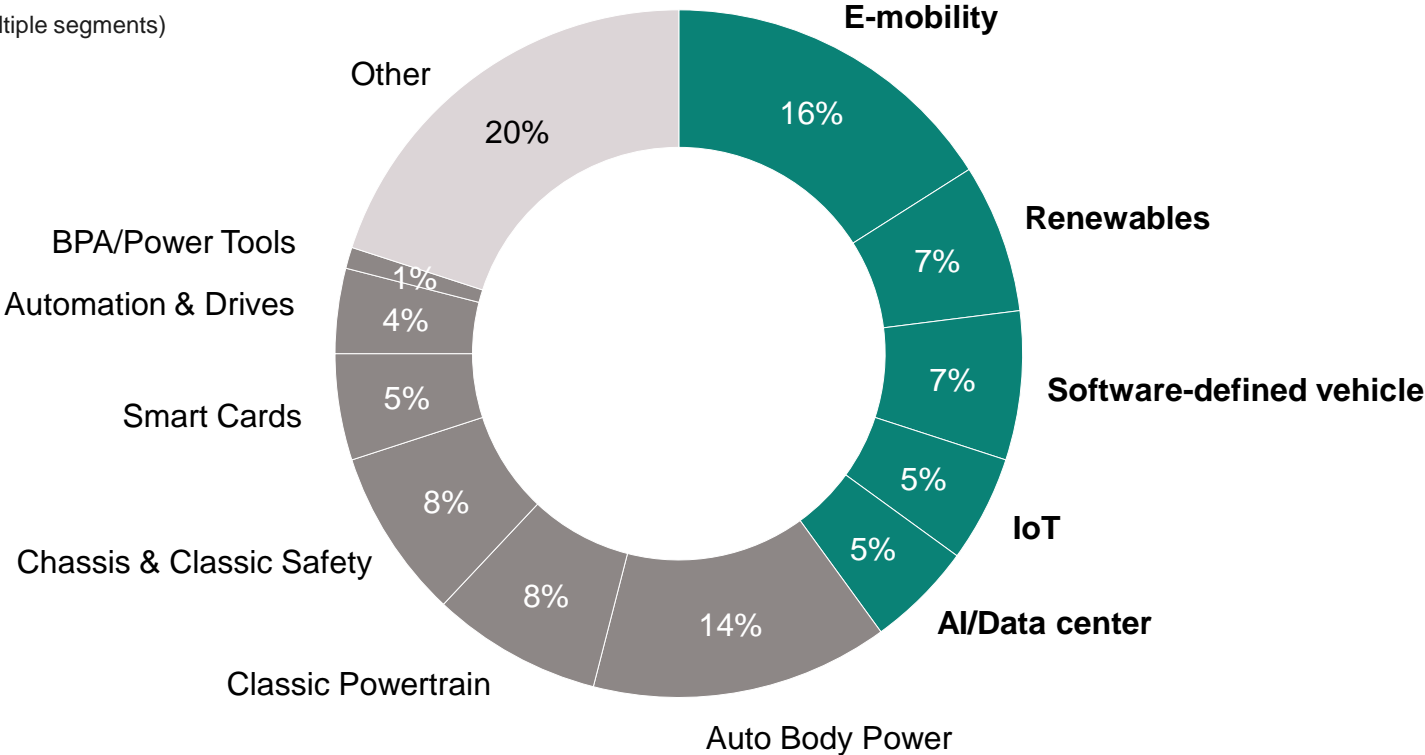 ltiple segments)
E-mobility
16%
Renewables
7%
Software-defined vehicle
7%
IoT
5%
AI/Data center
5%
Auto Body Power
14%
Classic Powertrain
8%
Chassis & Classic Safety
8%
Smart Cards
5%
Automation & Drives
4%
BPA/Power Tools
1%
Other
20%